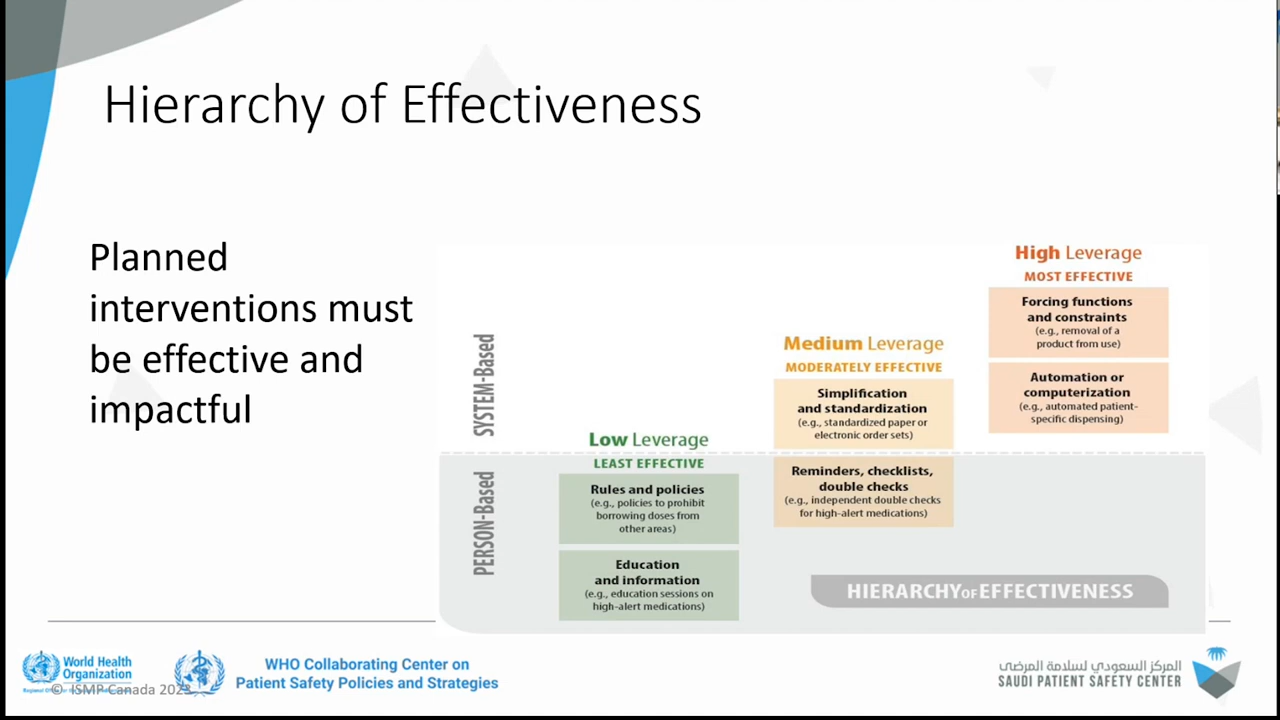 Hierarchy of Effectiveness
Planned
interventions must
be effective and
impactful
SYSTEM-Based
PERSON-Based
Low Leverage
LEAST EFFECTIVE
Rules and policies
(e.g., policies to prohibit
borrowing doses from
other areas)
Education
and information
(e.g., education sessions on
high-alert medications)
Medium Leverage
MODERATELY EFFECTIVE
Simplification
and standardization
(e.g., standardized paper or
electronic order sets)
Reminders, checklists,
double checks
(e.g., independent double checks
for high-alert medications)
High Leverage
MOST EFFECTIVE
Forcing functions
and constraints
(e.g., removal of a
product from use)
Automation or
computerization
(e.g., automated patient-
specific dispensing)
HIERARCHY OF EFFECTIVENESS
World Health
Organization
© ISMP Canada 2023
WHO Collaborating Center on
Patient Safety Policies and Strategies
المركز السعودي لسلامة المرضى
SAUDI PATIENT SAFETY CENTER